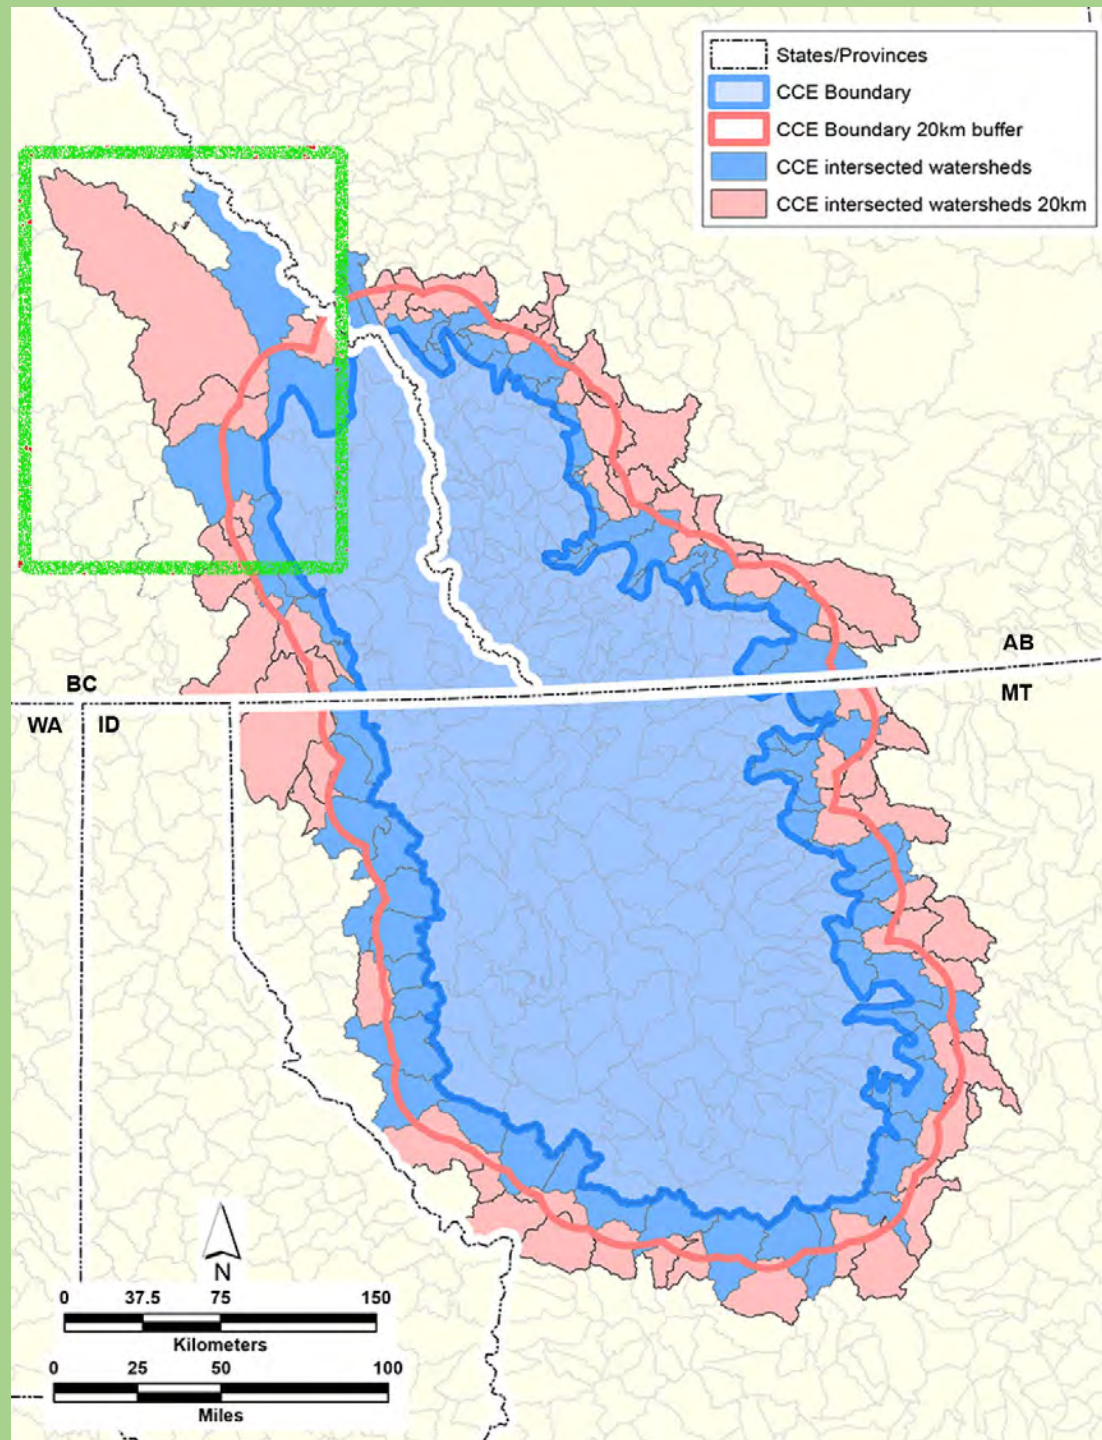 States/Provinces
CCE Boundary
CCE Boundary 20km buffer
CCE intersected watersheds
CCE intersected watersheds 20km
AB
BC
MT
WA
ID
N
0 37.5 75 150
Kilometers
0 25 50 100
Miles